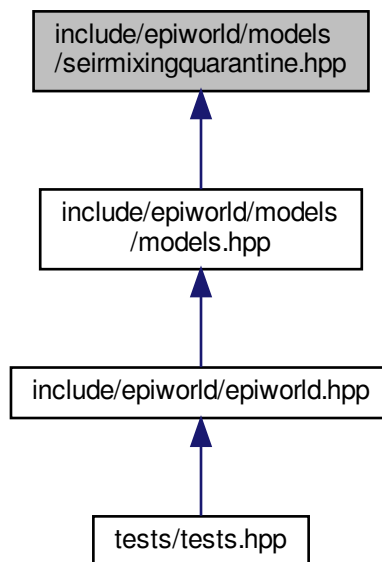 include/epiworld/models
/seirmixingquarantine.hpp
include/epiworld/models
/models.hpp
include/epiworld/epiworld.hpp
tests/tests.hpp